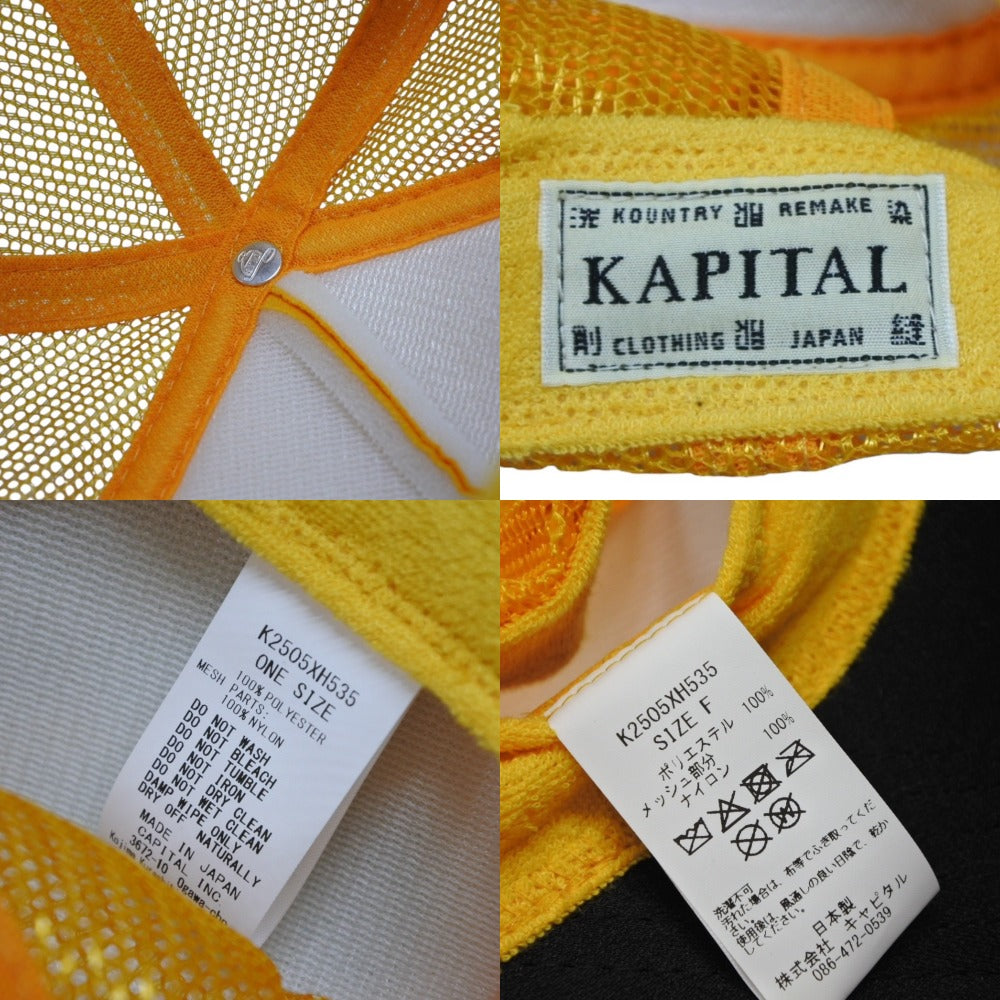 洗 KOUNTRY REMAKE 染
KAPITAL
削 CLOTHING JAPAN 縫
K2505XH535
ONE SIZE
100% POLYESTER
MESH PARTS:
100% NYLON
DO NOT WASH
DO NOT BLEACH
DO NOT TUMBLE
DO NOT IRON
DO NOT DRY CLEAN
DO NOT WET CLEAN
DAMP WIPE ONLY
DRY OFF NATURALLY
MADE IN JAPAN
CAPITAL INC
3672-10 Ogawa-cho
K2505XH535
SIZE F
ポリエステル 100%
メッシュ部分
ナイロン 100%
洗濯不可
汚れた場合は、布等でふき取ってくだ
さい。
使用後は、風通しの良い日陰で、乾か
してください。
日本製
株式会社 キャピタル
086-472-0539